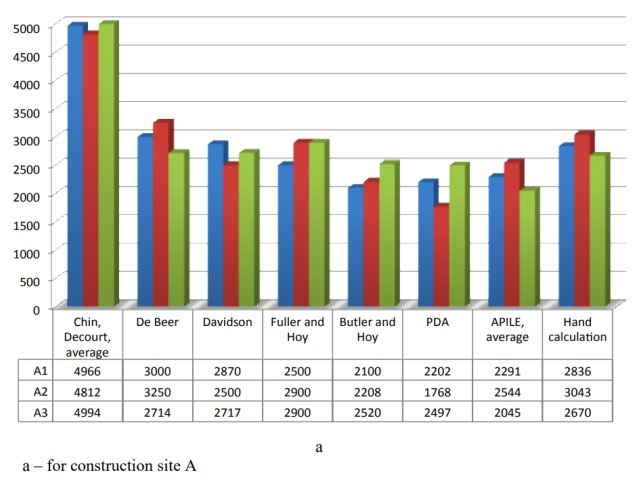 5000
4500
4000
3500
3000
2500
2000
1500
1000
500
0
Chin, Decourt, average De Beer Davidson Fuller and Hoy Butler and Hoy PDA APILE, average Hand calculation
A1 4966 3000 2870 2500 2100 2202 2291 2836
A2 4812 3250 2500 2900 2208 1768 2544 3043
A3 4994 2714 2717 2900 2520 2497 2045 2670
a
a – for construction site A